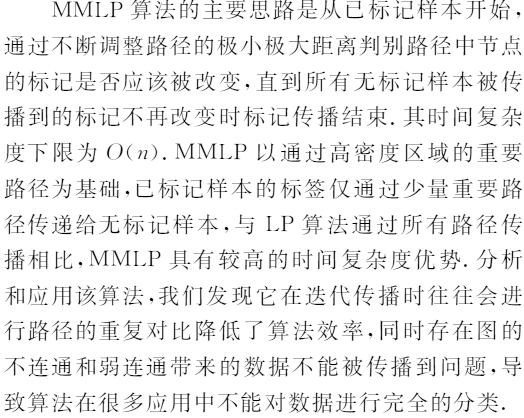 MMLP 算法的主要思路是从已标记样本开始,
通过不断调整路径的极小极大距离判别路径中节点
的标记是否应该被改变,直到所有无标记样本被传
播到的标记不再改变时标记传播结束. 其时间复杂
度下限为 O(n). MMLP 以通过高密度区域的重要
路径为基础,已标记样本的标签仅通过少量重要路
径传递给无标记样本,与 LP 算法通过所有路径传
播相比,MMLP 具有较高的时间复杂度优势. 分析
和应用该算法,我们发现它在迭代传播时往往会进
行路径的重复对比降低了算法效率,同时存在图的
不连通和弱连通带来的数据不能被传播到问题,导
致算法在很多应用中不能对数据进行完全的分类.